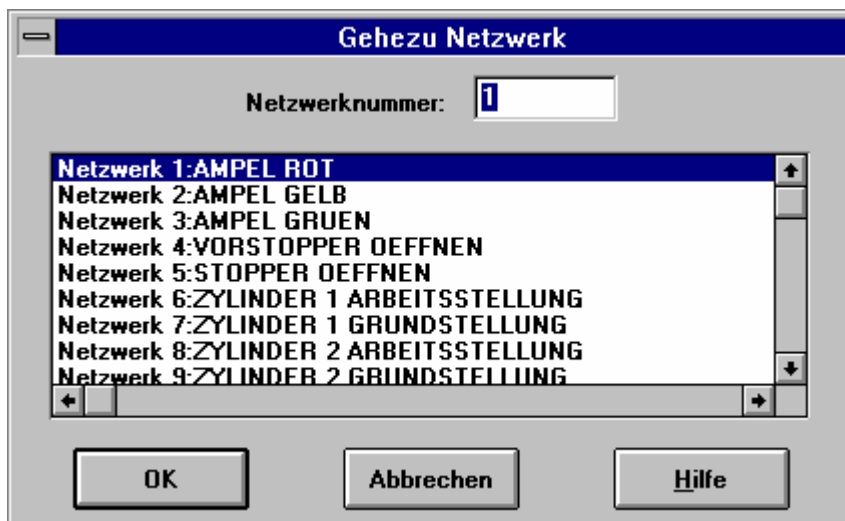 Gehezu Netzwerk
Netzwerknummer: 1
Netzwerk 1:AMPEL ROT
Netzwerk 2:AMPEL GELB
Netzwerk 3:AMPEL GRUEN
Netzwerk 4:VORSTOPPER OEFFNEN
Netzwerk 5:STOPPER OEFFNEN
Netzwerk 6:ZYLINDER 1 ARBEITSSTELLUNG
Netzwerk 7:ZYLINDER 1 GRUNDSTELLUNG
Netzwerk 8:ZYLINDER 2 ARBEITSSTELLUNG
Netzwerk 9:ZYLINDER 2 GRUNDSTELLUNG
OK Abbrechen Hilfe